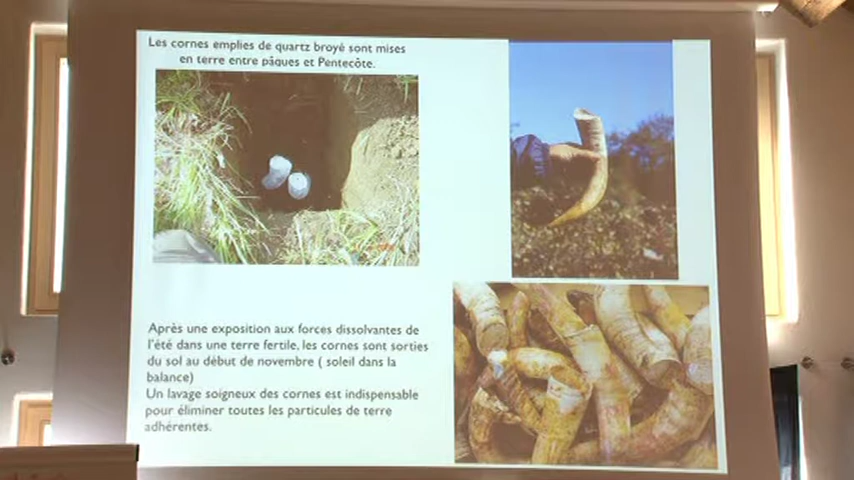 Les cornes emplies de quartz broyé sont mises
en terre entre pâques et Pentecôte.
Après une exposition aux forces dissolvantes de
l'été dans une terre fertile, les cornes sont sorties
du sol au début de novembre ( soleil dans la
balance)
Un lavage soigneux des cornes est indispensable
pour éliminer toutes les particules de terre
adhérentes.